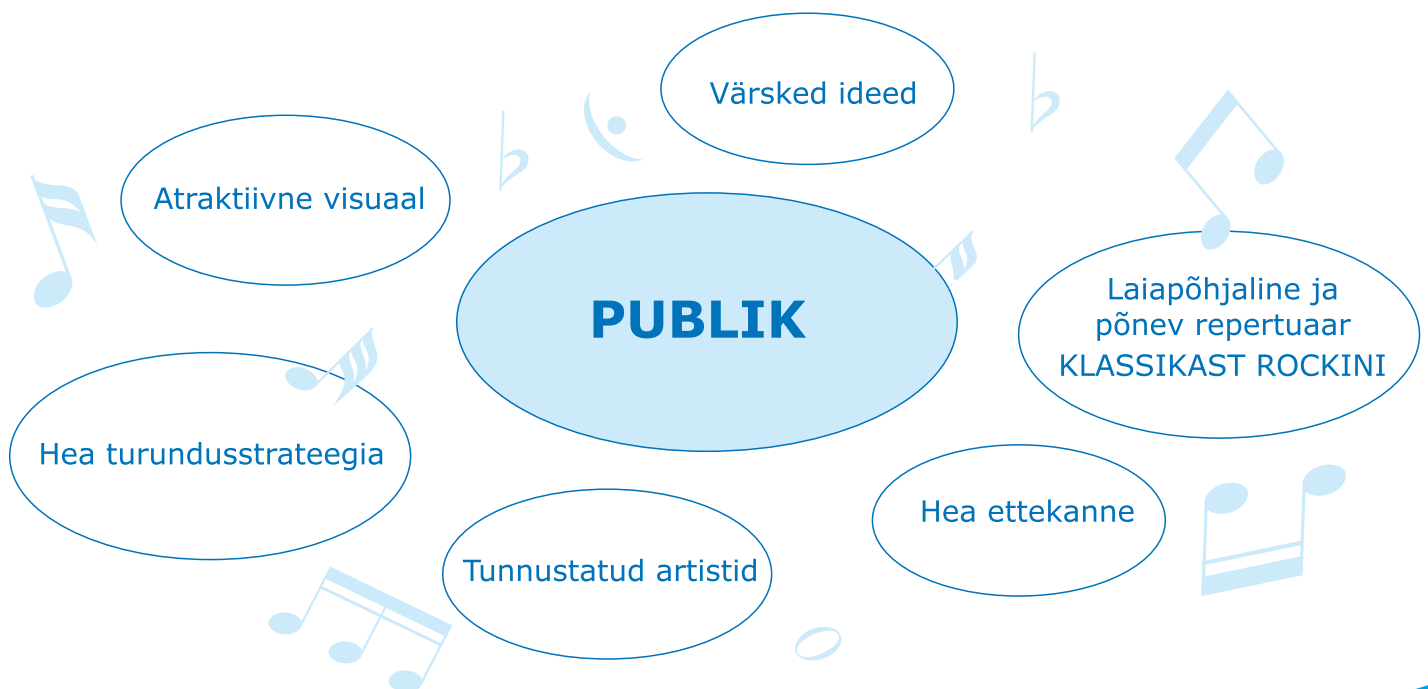 Värsked ideed
Atraktiivne visuaal
PUBLIK
Laiapõhjaline ja
põnev repertuaar
KLASSIKAST ROCKINI
Hea turundusstrateegia
Hea ettekanne
Tunnustatud artistid